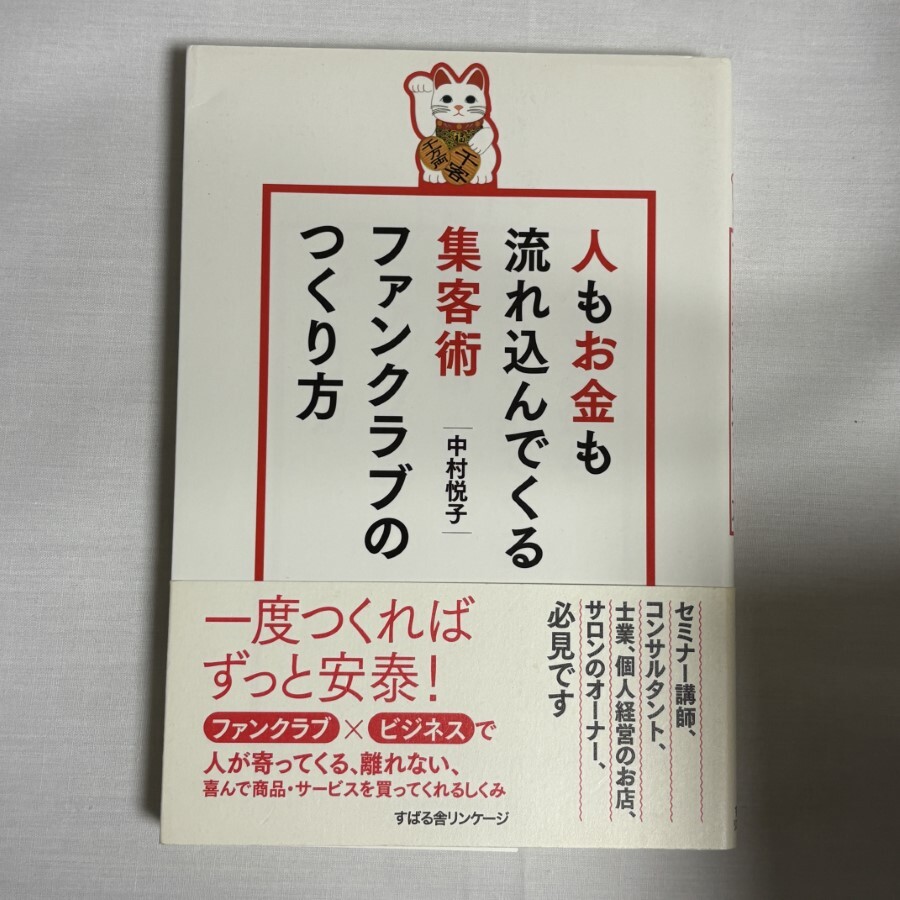 千万両
千客
人もお金も
流れ込んでくる
集客術
ファンクラブの
つくり方
中村悦子
セミナー講師、
コンサルタント、
士業、個人経営のお店、
サロンのオーナー、
必見です
一度つくれば
ずっと安泰！
ファンクラブ×ビジネスで
人が寄ってくる、離れない、
喜んで商品・サービスを買ってくれるしくみ
すばる舎リンケージ